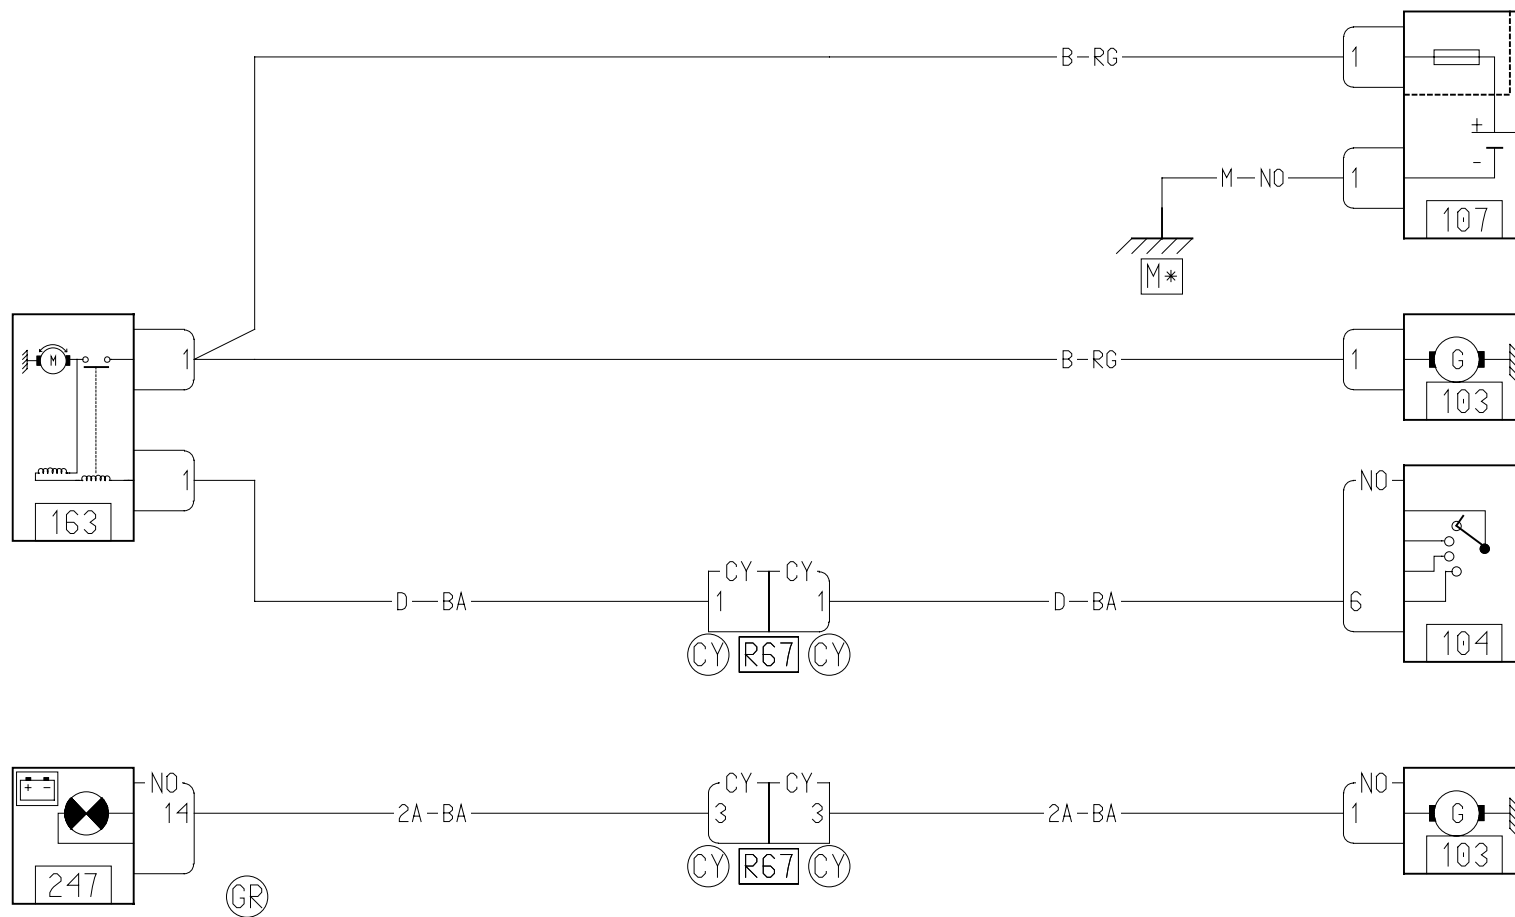 B-RG 1
+
M-NO 1
-
107
M*
M 1 B-RG 1 G
103
1 NO
163
CY CY
D-BA 1 1 D-BA 6
CY R67 CY 104
NO CY CY NO
+ -
14 2A-BA 3 3 2A-BA 1 G
CY R67 CY 103
247 GR